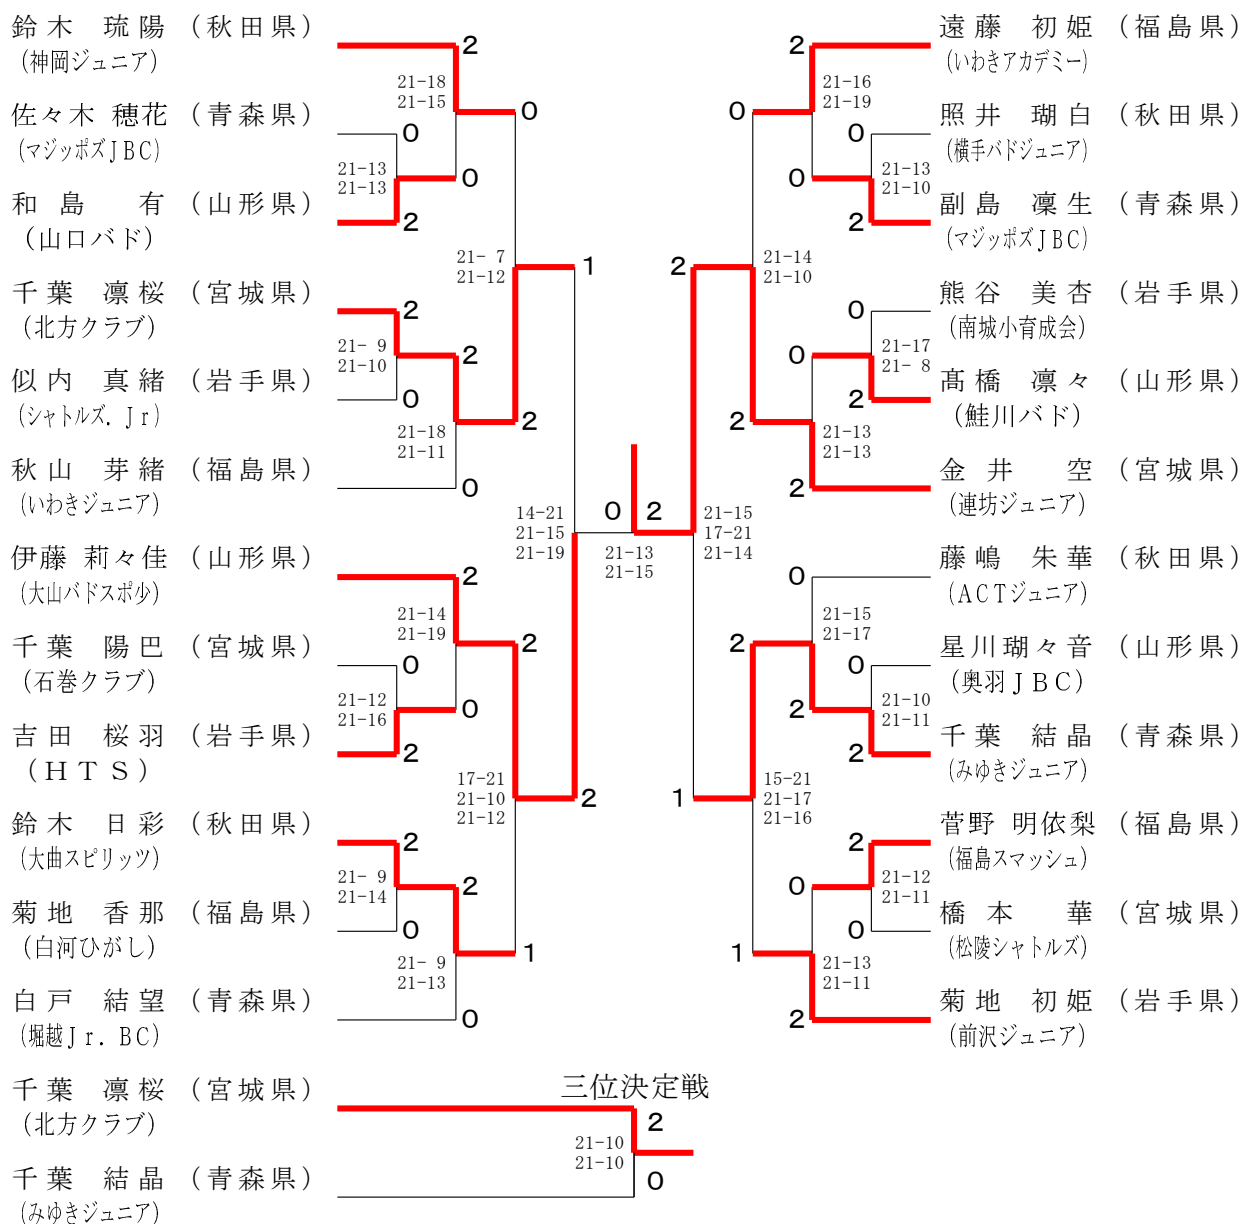 鈴木 琉陽 (秋田県)
(神岡ジュニア)
佐々木 穂花 (青森県)
(マジッポズJBC)
和島 有 (山形県)
(山口バド)
千葉 凛桜 (宮城県)
(北方クラブ)
似内 真緒 (岩手県)
(シャトルズ.Jr)
秋山 芽緒 (福島県)
(いわきジュニア)
伊藤 莉々佳 (山形県)
(大山バドスポ少)
千葉 陽巴 (宮城県)
(石巻クラブ)
吉田 桜羽 (岩手県)
(HTS)
鈴木 日彩 (秋田県)
(大曲スピリッツ)
菊地 香那 (福島県)
(白河ひがし)
白戸 結望 (青森県)
(堀越Jr.BC)
2
21-18
21-15
0
0
21-13
21-13
0
2
21- 7
21-12
1
2
21- 9
21-10
2
0
2
21-18
21-11
0
14-21
21-15
21-19
2
21-14
21-19
2
0
21-12
21-16
0
2
17-21
21-10
21-12
2
2
21- 9
21-14
2
0
1
21- 9
21-13
0
0
2
21-13
21-15
遠藤 初姫 (福島県)
(いわきアカデミー)
照井 瑚白 (秋田県)
(横手バドジュニア)
副島 凜生 (青森県)
(マジッポズJBC)
熊谷 美杏 (岩手県)
(南城小育成会)
髙橋 凛々 (山形県)
(鮭川バド)
金井 空 (宮城県)
(連坊ジュニア)
藤嶋 朱華 (秋田県)
(ACTジュニア)
星川瑚々音 (山形県)
(奥羽JBC)
千葉 結晶 (青森県)
(みゆきジュニア)
菅野 明依梨 (福島県)
(福島スマッシュ)
橋本 華 (宮城県)
(松陵シャトルズ)
菊地 初姫 (岩手県)
(前沢ジュニア)
2
21-16
21-19
0
0
21-13
21-10
0
2
2
21-14
21-10
0
21-17
21- 8
0
2
2
21-13
21-13
2
21-15
17-21
21-14
0
21-15
21-17
2
0
21-10
21-11
2
2
1
15-21
21-17
21-16
2
21-12
21-11
0
0
1
21-13
21-11
2
三位決定戦
千葉 凛桜 (宮城県)
(北方クラブ)
千葉 結晶 (青森県)
(みゆきジュニア)
2
21-10
21-10
0